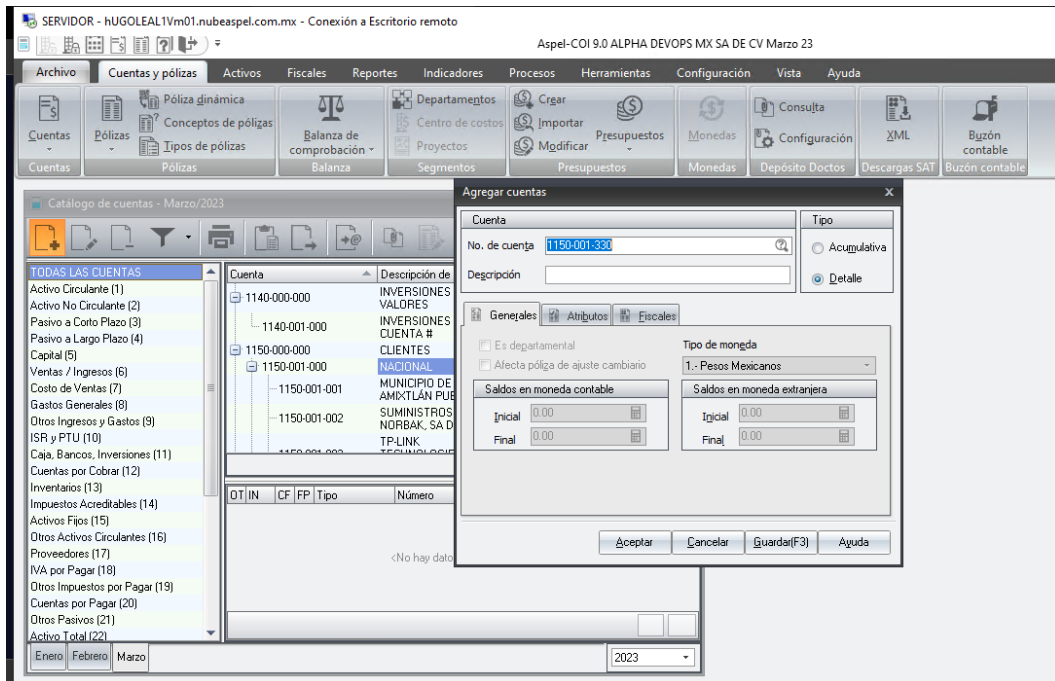 SERVIDOR - hUGOLEAL1Vm01.nubeaspel.com.mx - Conexión a Escritorio remoto
Aspel-COI 9.0 ALPHA DEVOPS MX SA DE CV Marzo 23
Archivo Cuentas y pólizas Activos Fiscales Reportes Indicadores Procesos Herramientas Configuración Vista Ayuda
Cuentas
Cuentas
Pólizas
Póliza dinámica
Conceptos de pólizas
Tipos de pólizas
Pólizas
Balanza de
comprobación
Balanza
Departamentos
Centro de costos
Proyectos
Segmentos
Crear
Importar
Modificar
Presupuestos
Presupuestos
Monedas
Monedas
Consulta
Configuración
Depósito Doctos
XML
Descargas SAT
Buzón
contable
Buzón contable
Catálogo de cuentas - Marzo/2023
TODAS LAS CUENTAS
Activo Circulante (1)
Activo No Circulante (2)
Pasivo a Corto Plazo (3)
Pasivo a Largo Plazo (4)
Capital (5)
Ventas / Ingresos (6)
Costo de Ventas (7)
Gastos Generales (8)
Otros Ingresos y Gastos (9)
ISR y PTU (10)
Caja, Bancos, Inversiones (11)
Cuentas por Cobrar (12)
Inventarios (13)
Impuestos Acreditables (14)
Activos Fijos (15)
Otros Activos Circulantes (16)
Proveedores (17)
IVA por Pagar (18)
Otros Impuestos por Pagar (19)
Cuentas por Pagar (20)
Otros Pasivos (21)
Activo Total (22)
Cuenta Descripción de
1140-000-000 INVERSIONES
VALORES
1140-001-000 INVERSIONES
CUENTA #
1150-000-000 CLIENTES
1150-001-000 NACIONAL
1150-001-001 MUNICIPIO DE
AMIXTLÁN PUE
1150-001-002 SUMINISTROS
NORBAK, SA D
TP-LINK
1150-001-003 TECHNOLOGIE
OT IN CF FP Tipo Número
<No hay dato
Enero Febrero Marzo
2023
Agregar cuentas
x
Cuenta
No. de cuenta 1150-001-330
Descripción
Tipo
Acumulativa
Detalle
Generales Atributos Fiscales
Es departamental
Afecta póliza de ajuste cambiario
Tipo de moneda
1.- Pesos Mexicanos
Saldos en moneda contable
Inicial 0.00
Final 0.00
Saldos en moneda extranjera
Inicial 0.00
Final 0.00
Aceptar Cancelar Guardar(F3) Ayuda